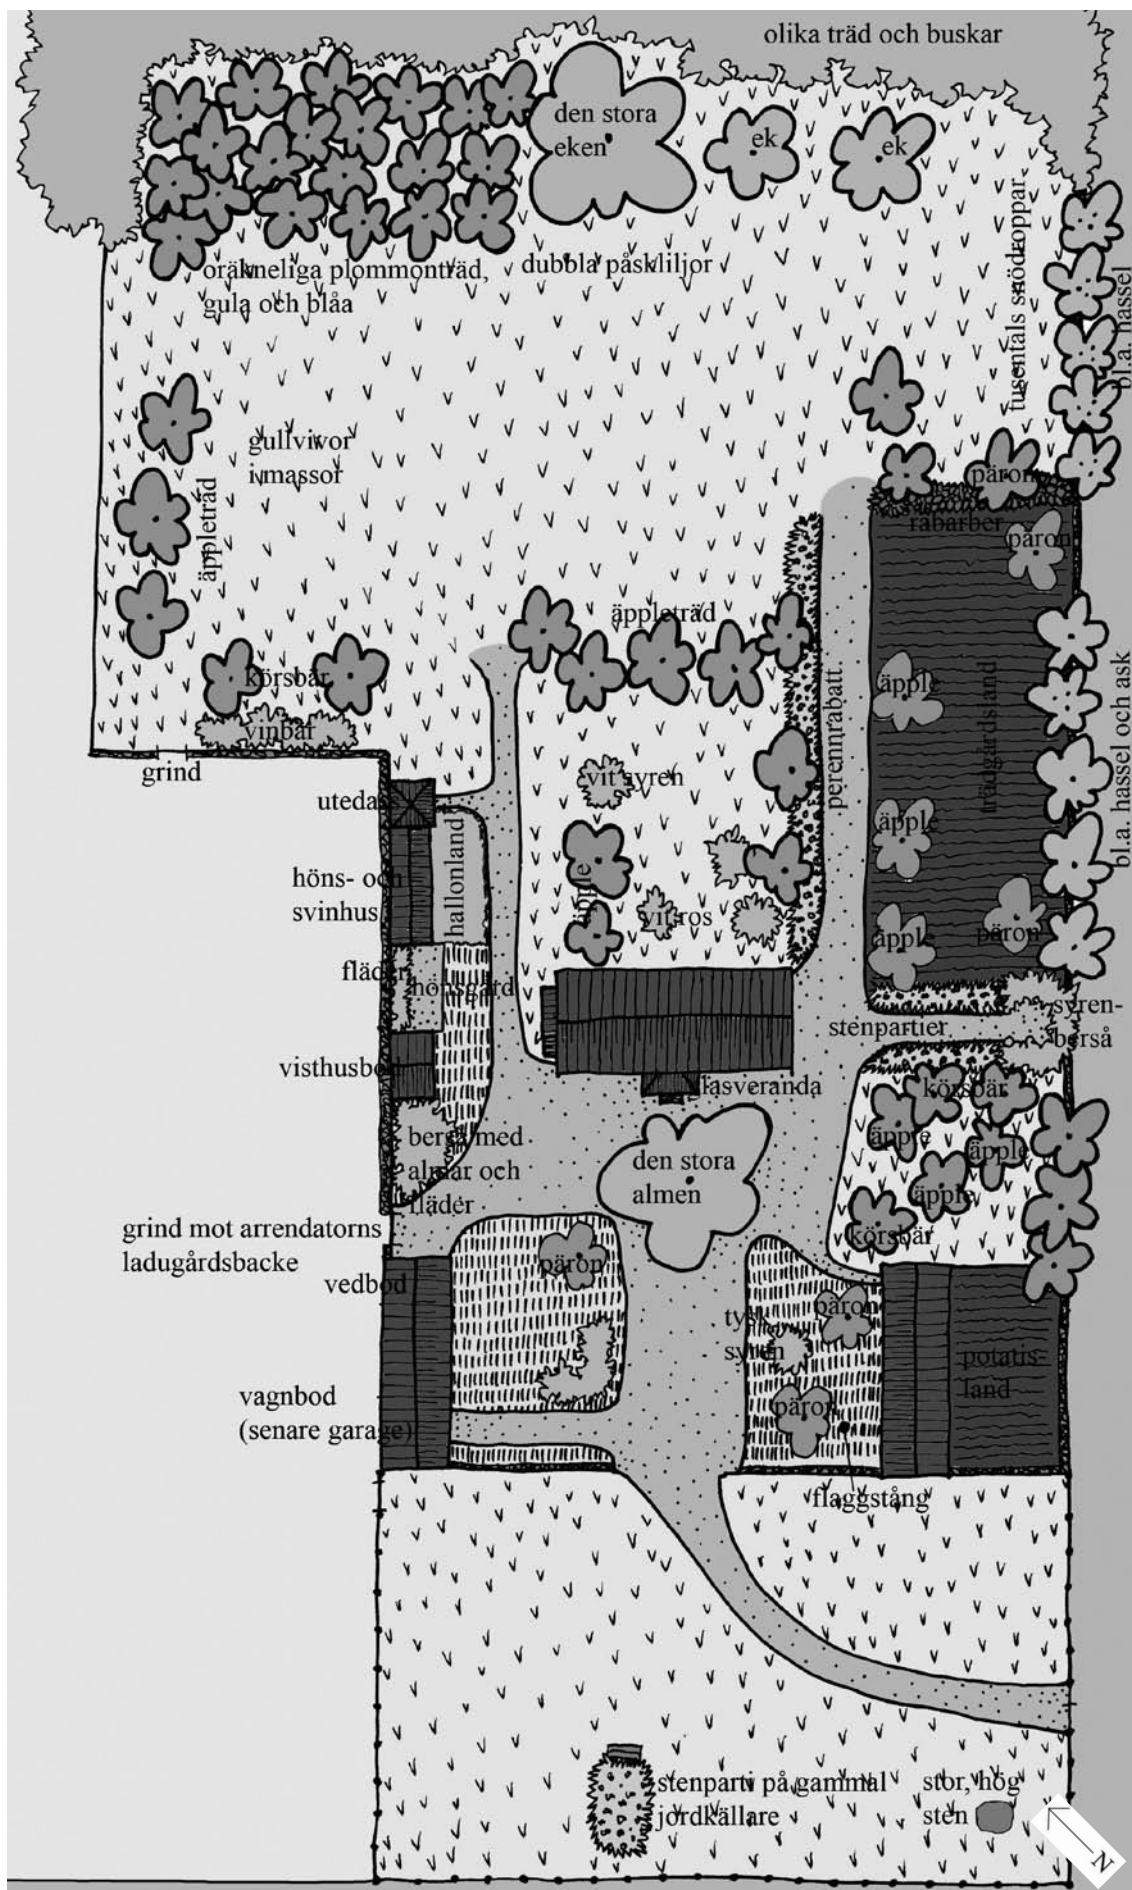 olika träd och buskar
den stora
eken
ek
ek
tusentals snödroppar
bl.a. hassel
oräkneliga plommonträd,
gula och blåa
dubbla påskliljor
gullvivor
i massor
äppleträd
päron
rabarber
päron
äppleträd
körsbär
vinbär
grind
perennrabatt.
äpple
trädgårdsland
bl.a. hassel och ask
vit syren
utedass
hallonland
äpple
höns- och
svinhus
äpple
vit ros
äpple
päron
fläder
hönsgård
stenpartier
syren-
berså
visthusbod
glasveranda
körsbär
berså med
almar och
fläder
äpple
äpple
den stora
almen
äpple
körsbär
grind mot arrendatorns
ladugårdsbacke
päron
vedbod
päron
tysk
syren
potatis-
land
vagnbod
(senare garage)
päron
flaggstång
stenparti på gammal
jordkällare
stor, hög
sten
N